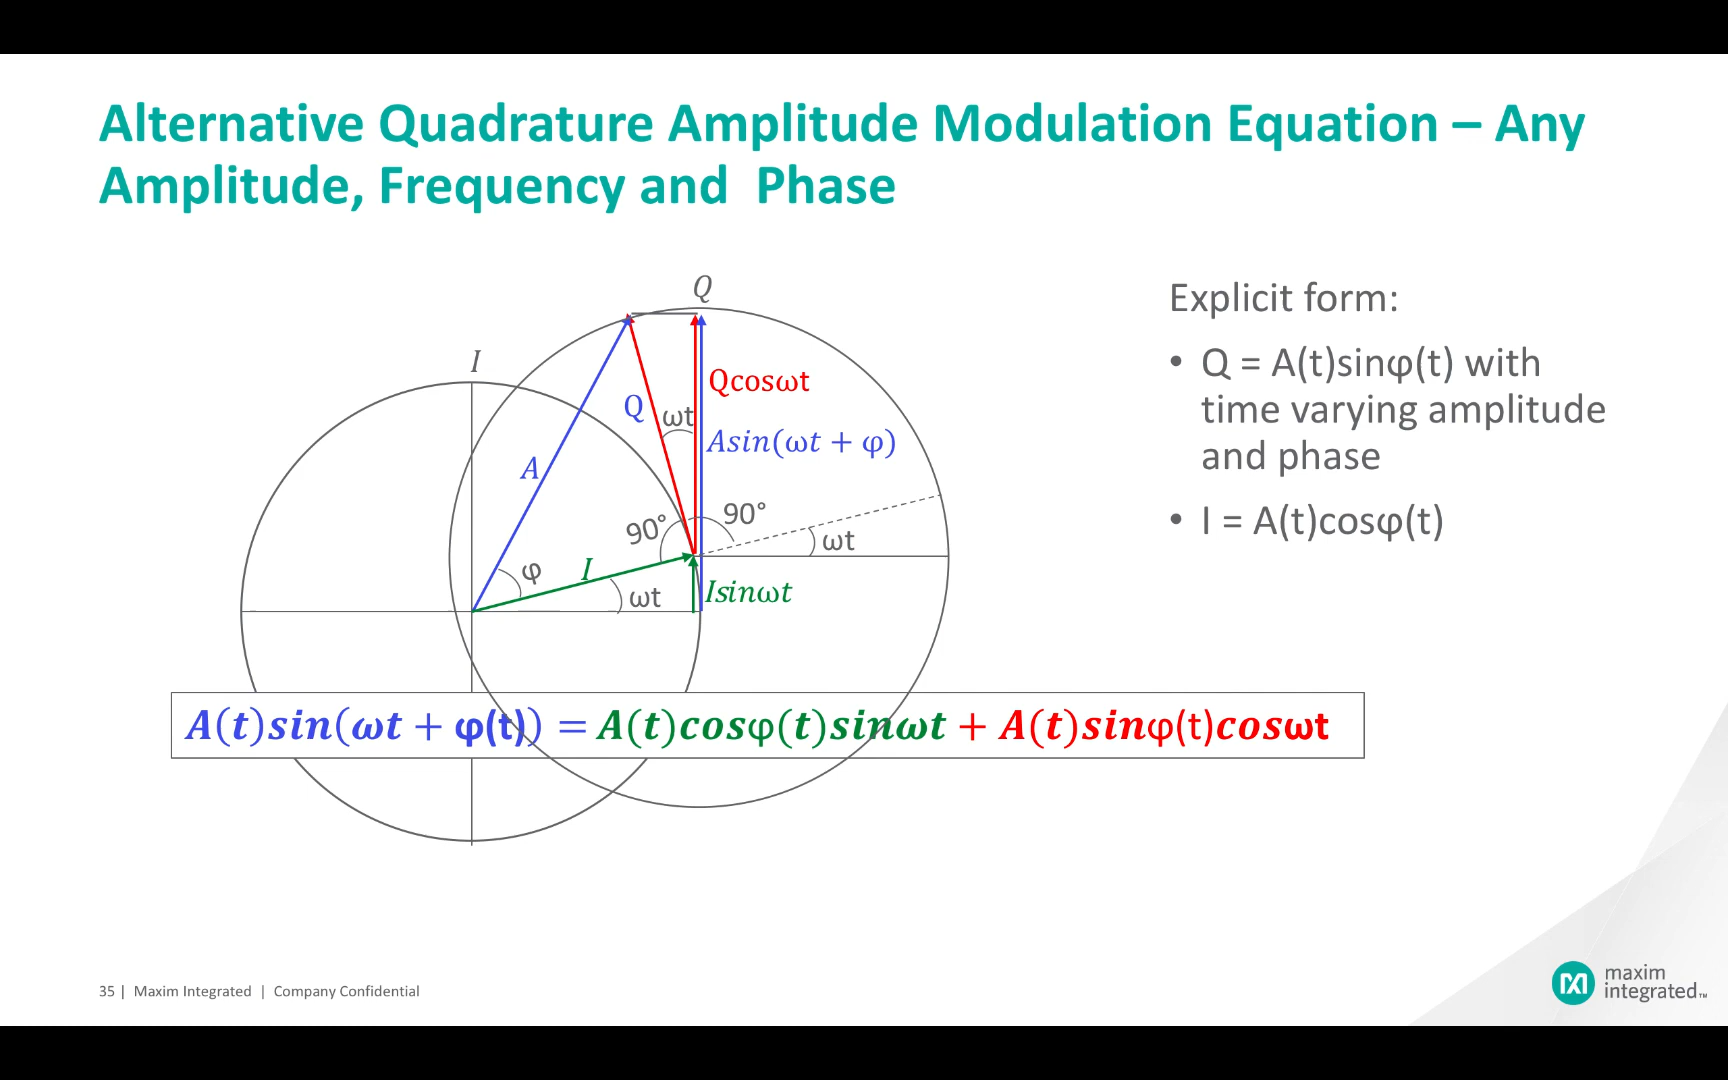 Alternative Quadrature Amplitude Modulation Equation – Any
Amplitude, Frequency and Phase
Q
I
Explicit form:
• Q = A(t)sinφ(t) with
time varying amplitude
and phase
• I = A(t)cosφ(t)
Qcosωt
Q
ωt
Asin(ωt + φ)
A
90°
90°
ωt
φ
I
ωt
Isinωt
A(t)sin(ωt + φ(t)) = A(t)cosφ(t)sinωt + A(t)sinφ(t)cosωt
35 | Maxim Integrated | Company Confidential
maxim
integrated™